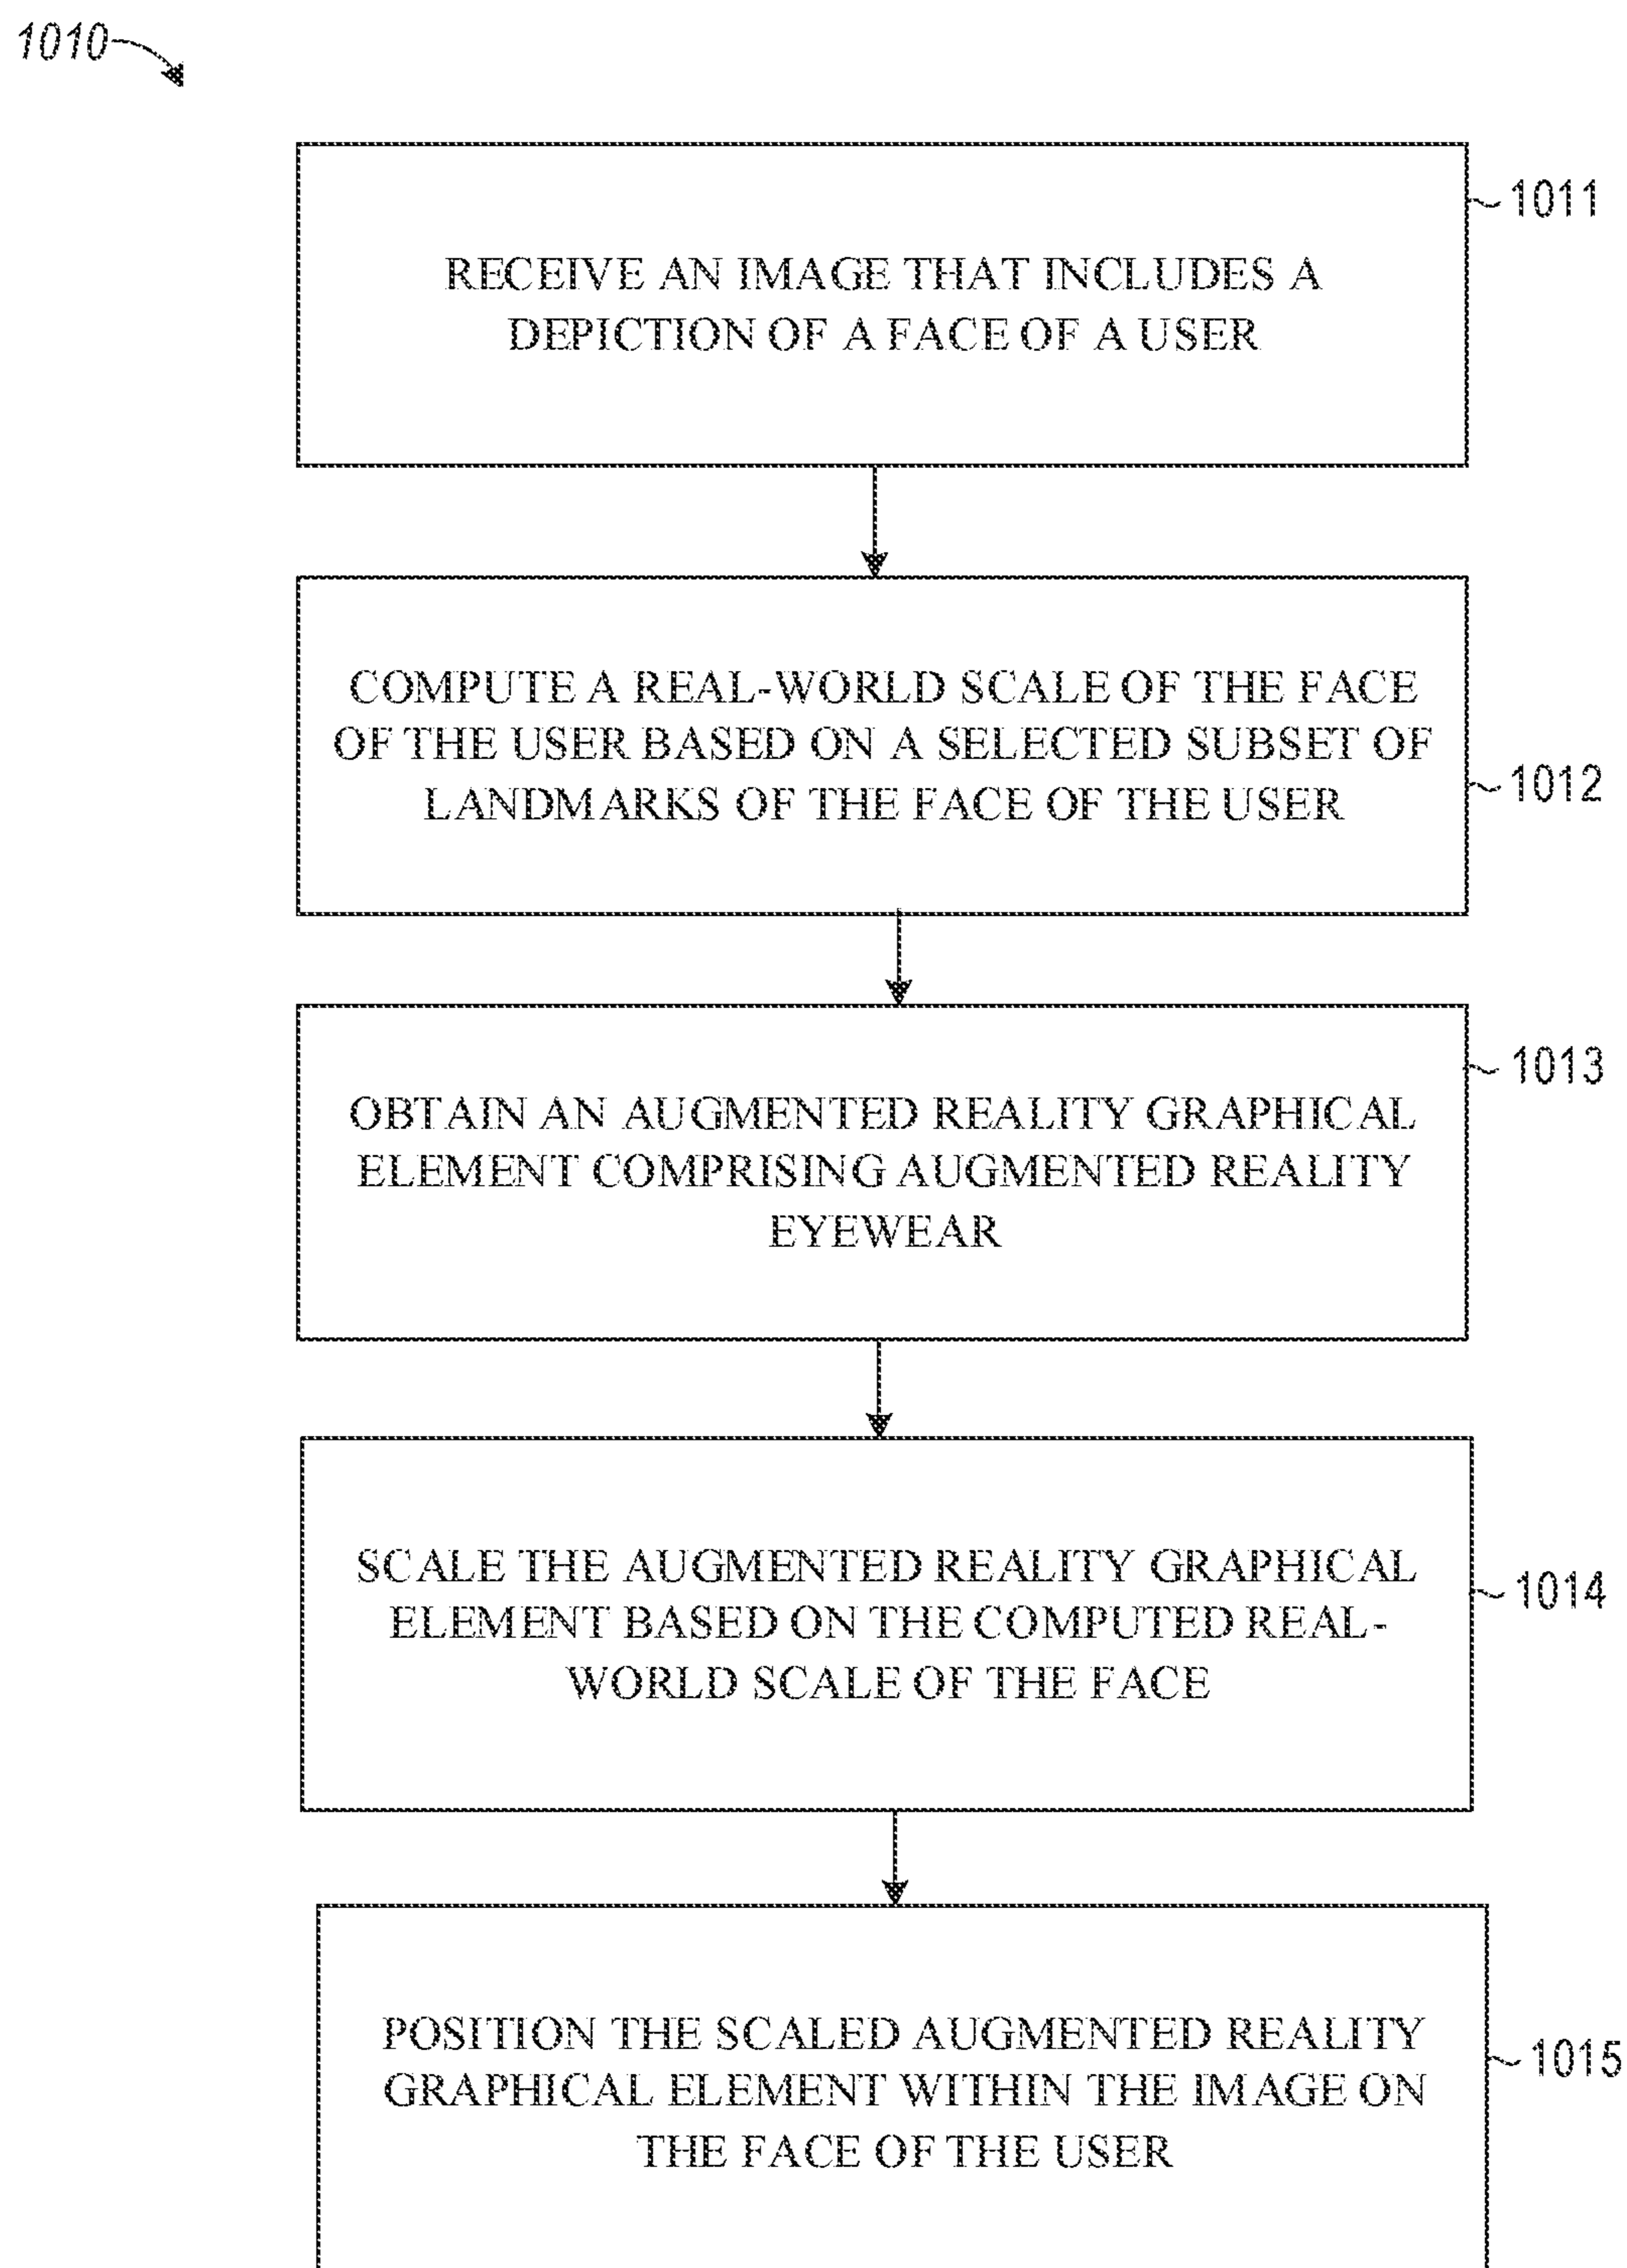 1010
RECEIVE AN IMAGE THAT INCLUDES A
DEPICTION OF A FACE OF A USER
1011
COMPUTE A REAL-WORLD SCALE OF THE FACE
OF THE USER BASED ON A SELECTED SUBSET OF
LANDMARKS OF THE FACE OF THE USER
1012
OBTAIN AN AUGMENTED REALITY GRAPHICAL
ELEMENT COMPRISING AUGMENTED REALITY
EYEWEAR
1013
SCALE THE AUGMENTED REALITY GRAPHICAL
ELEMENT BASED ON THE COMPUTED REAL-
WORLD SCALE OF THE FACE
1014
POSITION THE SCALED AUGMENTED REALITY
GRAPHICAL ELEMENT WITHIN THE IMAGE ON
THE FACE OF THE USER
1015